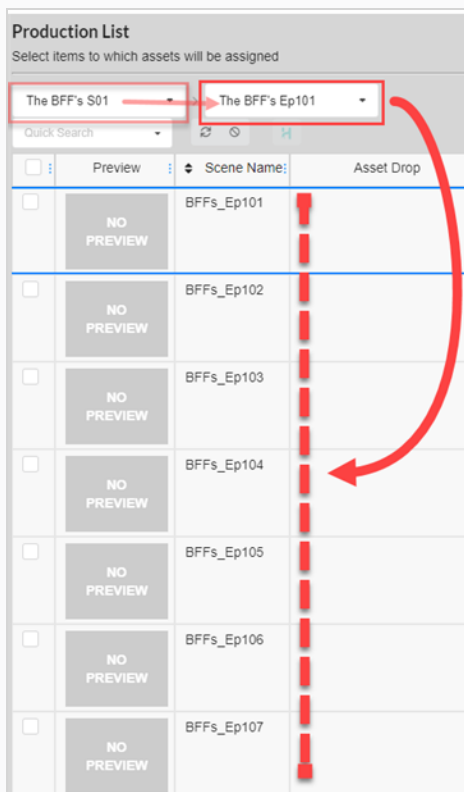 Production List
Select items to which assets will be assigned
The BFF's S01 > The BFF's Ep101
Quick Search
Preview Scene Name Asset Drop
NO PREVIEW BFFs_Ep101
NO PREVIEW BFFs_Ep102
NO PREVIEW BFFs_Ep103
NO PREVIEW BFFs_Ep104
NO PREVIEW BFFs_Ep105
NO PREVIEW BFFs_Ep106
NO PREVIEW BFFs_Ep107